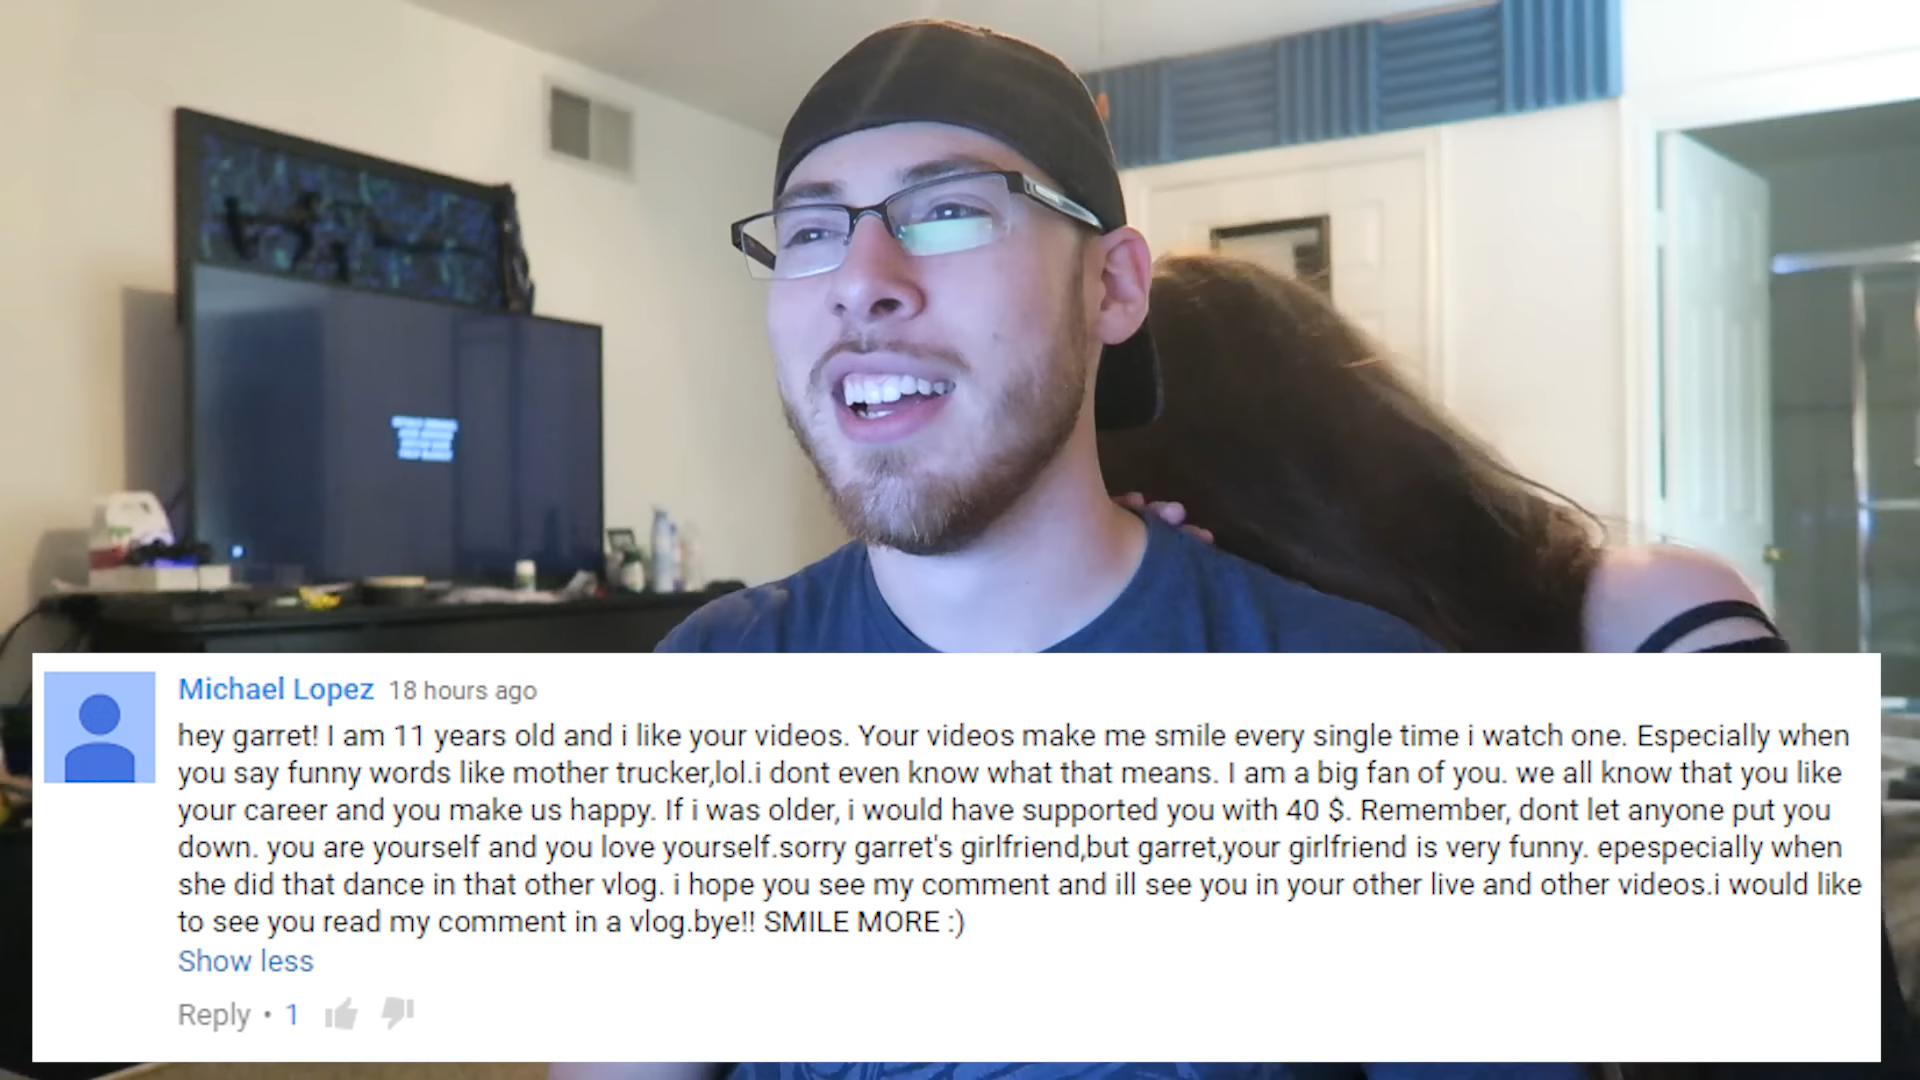 Michael Lopez 18 hours ago
hey garret! I am 11 years old and i like your videos. Your videos make me smile every single time i watch one. Especially when
you say funny words like mother trucker,lol.i dont even know what that means. I am a big fan of you. we all know that you like
your career and you make us happy. If i was older, i would have supported you with 40 $. Remember, dont let anyone put you
down. you are yourself and you love yourself.sorry garret's girlfriend,but garret,your girlfriend is very funny. epespecially when
she did that dance in that other vlog. i hope you see my comment and ill see you in your other live and other videos.i would like
to see you read my comment in a vlog.bye!! SMILE MORE :)
Show less
Reply • 1